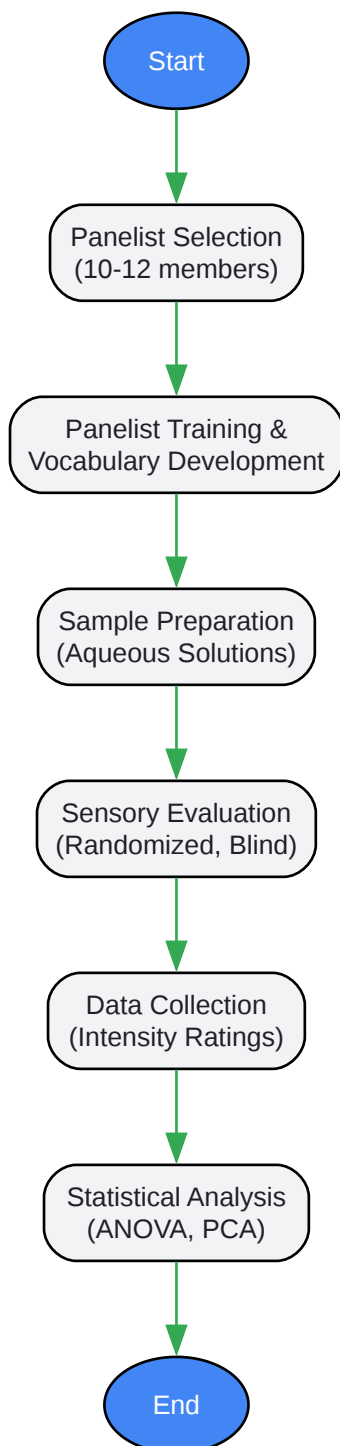 Start
Panelist Selection
(10-12 members)
Panelist Training &
Vocabulary Development
Sample Preparation
(Aqueous Solutions)
Sensory Evaluation
(Randomized, Blind)
Data Collection
(Intensity Ratings)
Statistical Analysis
(ANOVA, PCA)
End